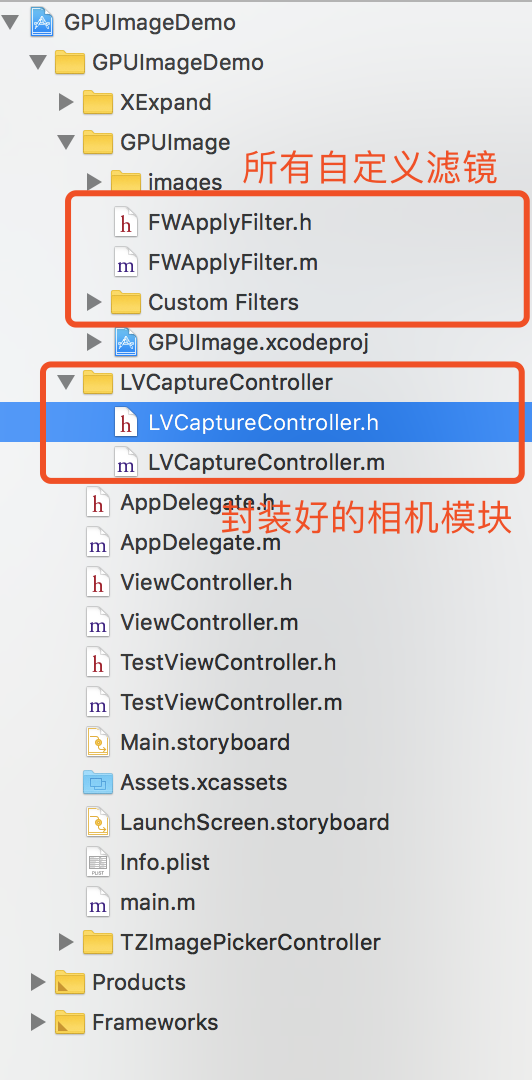 GPUImageDemo
GPUImageDemo
XExpand
GPUImage
所有自定义滤镜
images
h FWApplyFilter.h
m FWApplyFilter.m
Custom Filters
GPUImage.xcodeproj
LVCaptureController
h LVCaptureController.h
m LVCaptureController.m
h AppDelegate.h
封装好的相机模块
m AppDelegate.m
h ViewController.h
m ViewController.m
h TestViewController.h
m TestViewController.m
Main.storyboard
Assets.xcassets
LaunchScreen.storyboard
PLIST Info.plist
m main.m
TZImagePickerController
Products
Frameworks